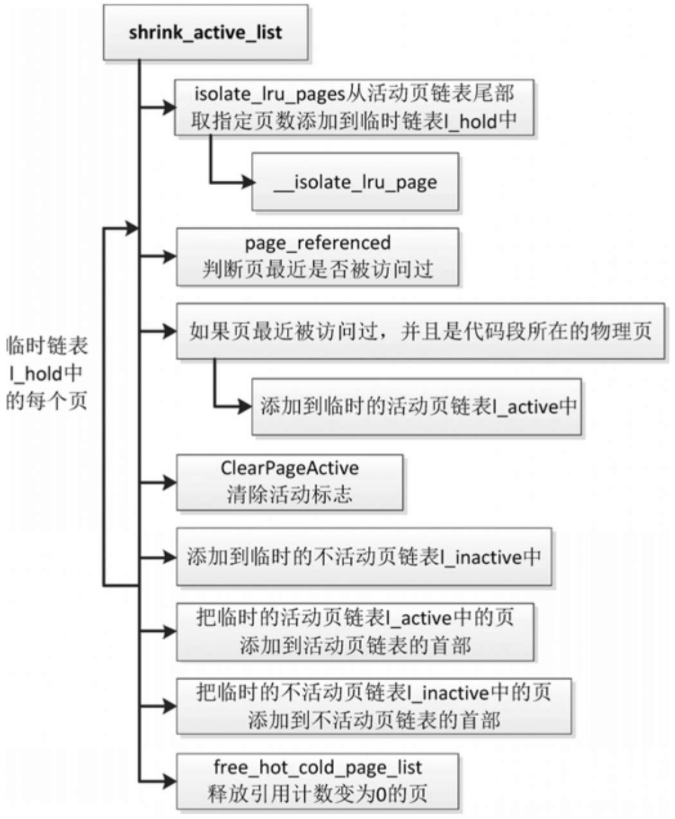 shrink_active_list
isolate_lru_pages从活动页链表尾部
取指定页数添加到临时链表l_hold中
__isolate_lru_page
page_referenced
判断页最近是否被访问过
如果页最近被访问过，并且是代码段所在的物理页
临时链表
l_hold中
的每个页
添加到临时的活动页链表l_active中
ClearPageActive
清除活动标志
添加到临时的不活动页链表l_inactive中
把临时的活动页链表l_active中的页
添加到活动页链表的首部
把临时的不活动页链表l_inactive中的页
添加到不活动页链表的首部
free_hot_cold_page_list
释放引用计数变为0的页